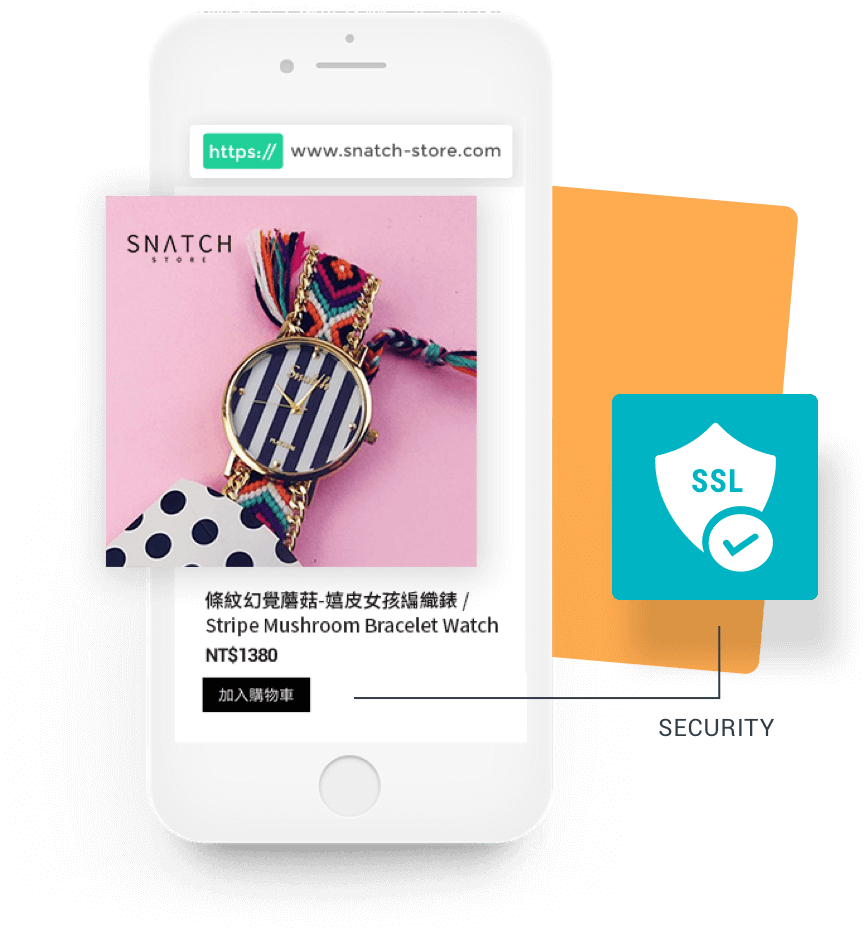 https:// www.snatch-store.com
SNATCH
STORE
Snatch
SSL
條紋幻覺蘑菇-嬉皮女孩編織錶 /
Stripe Mushroom Bracelet Watch
NT$1380
加入購物車
SECURITY